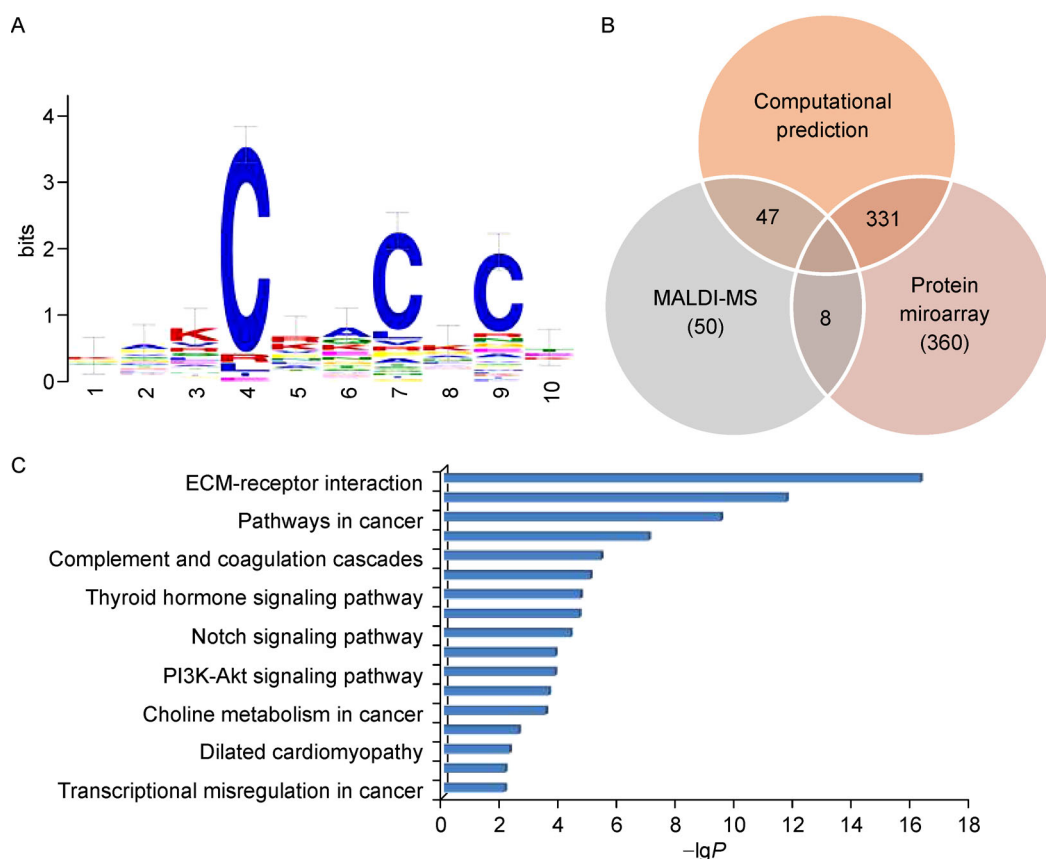 A
bits
4
3
2
1
0
C
C
C
K
A
1
2
3
4
5
6
7
8
9
10
B
Computational
prediction
47
331
MALDI-MS
(50)
8
Protein
miroarray
(360)
C
ECM-receptor interaction
Pathways in cancer
Complement and coagulation cascades
Thyroid hormone signaling pathway
Notch signaling pathway
PI3K-Akt signaling pathway
Choline metabolism in cancer
Dilated cardiomyopathy
Transcriptional misregulation in cancer
0 2 4 6 8 10 12 14 16 18
–lgP